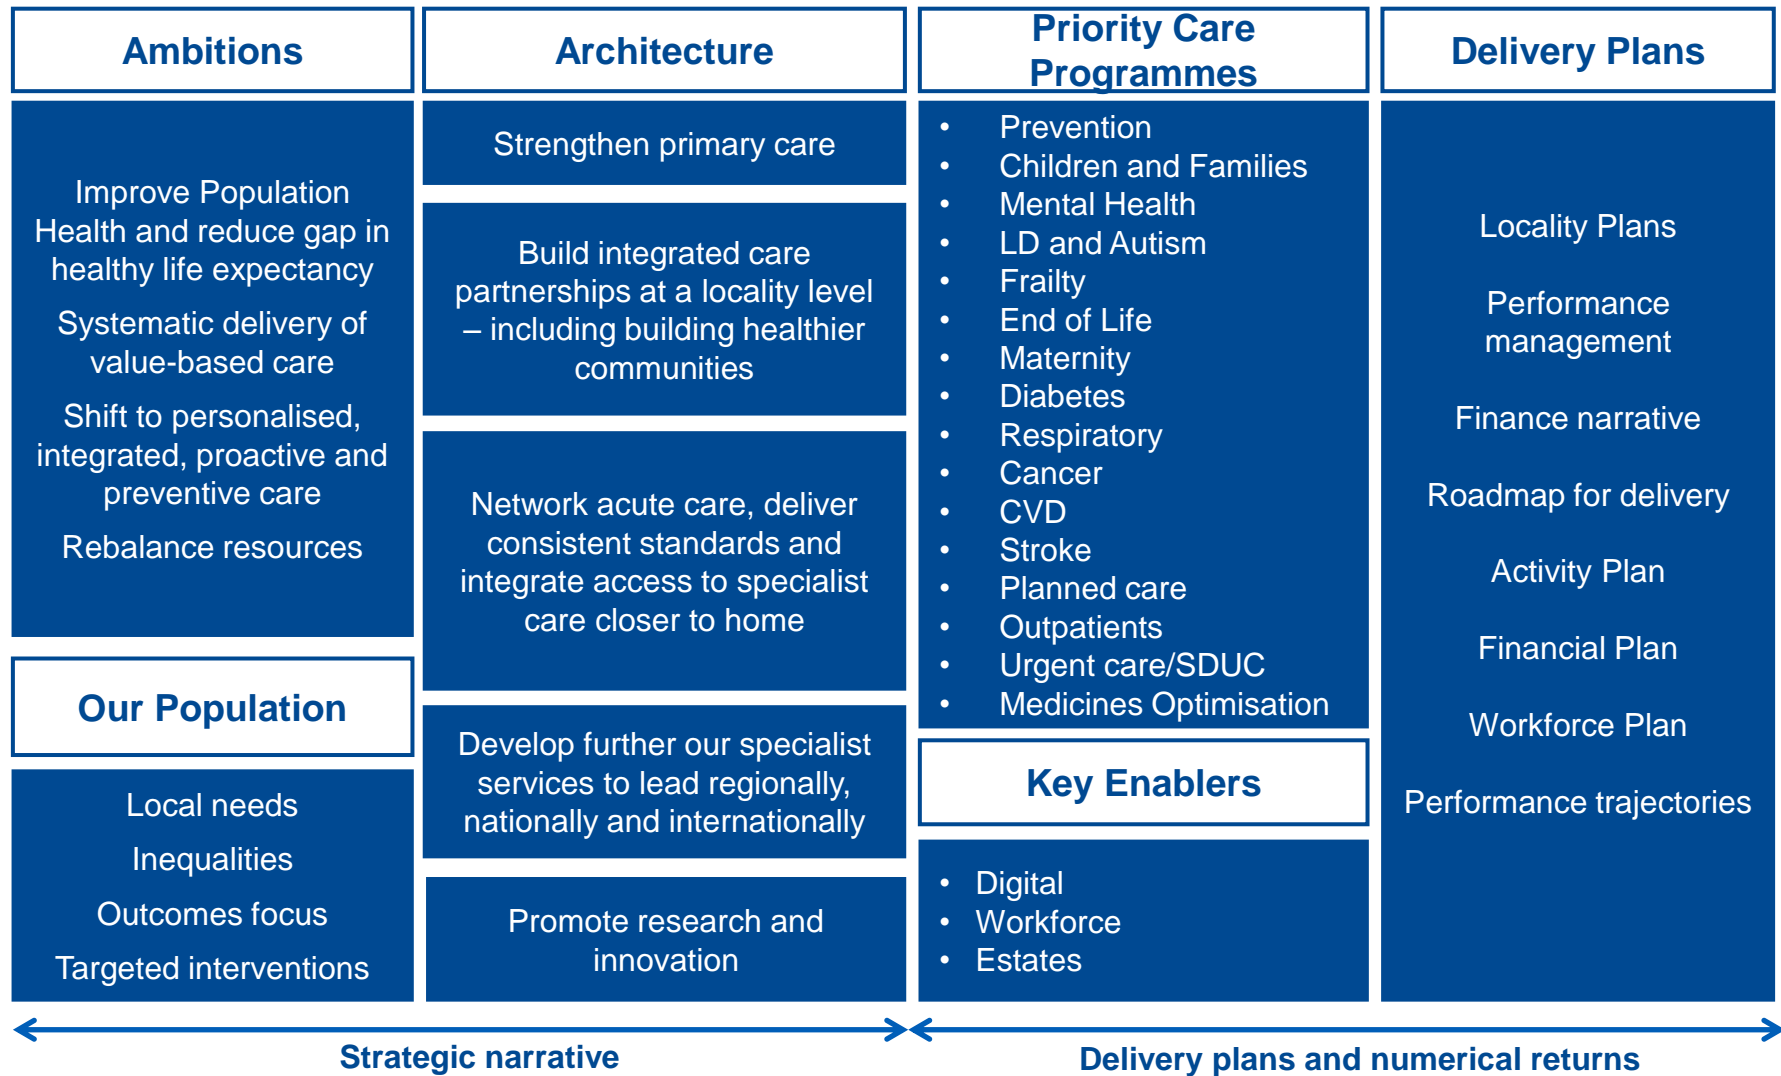 Ambitions
Improve Population
Health and reduce gap in
healthy life expectancy
Systematic delivery of
value-based care
Shift to personalised,
integrated, proactive and
preventive care
Rebalance resources
Our Population
Local needs
Inequalities
Outcomes focus
Targeted interventions
Architecture
Strengthen primary care
Build integrated care
partnerships at a locality level
– including building healthier
communities
Network acute care, deliver
consistent standards and
integrate access to specialist
care closer to home
Develop further our specialist
services to lead regionally,
nationally and internationally
Promote research and
innovation
Priority Care
Programmes
• Prevention
• Children and Families
• Mental Health
• LD and Autism
• Frailty
• End of Life
• Maternity
• Diabetes
• Respiratory
• Cancer
• CVD
• Stroke
• Planned care
• Outpatients
• Urgent care/SDUC
• Medicines Optimisation
Key Enablers
• Digital
• Workforce
• Estates
Delivery Plans
Locality Plans
Performance
management
Finance narrative
Roadmap for delivery
Activity Plan
Financial Plan
Workforce Plan
Performance trajectories
Strategic narrative
Delivery plans and numerical returns